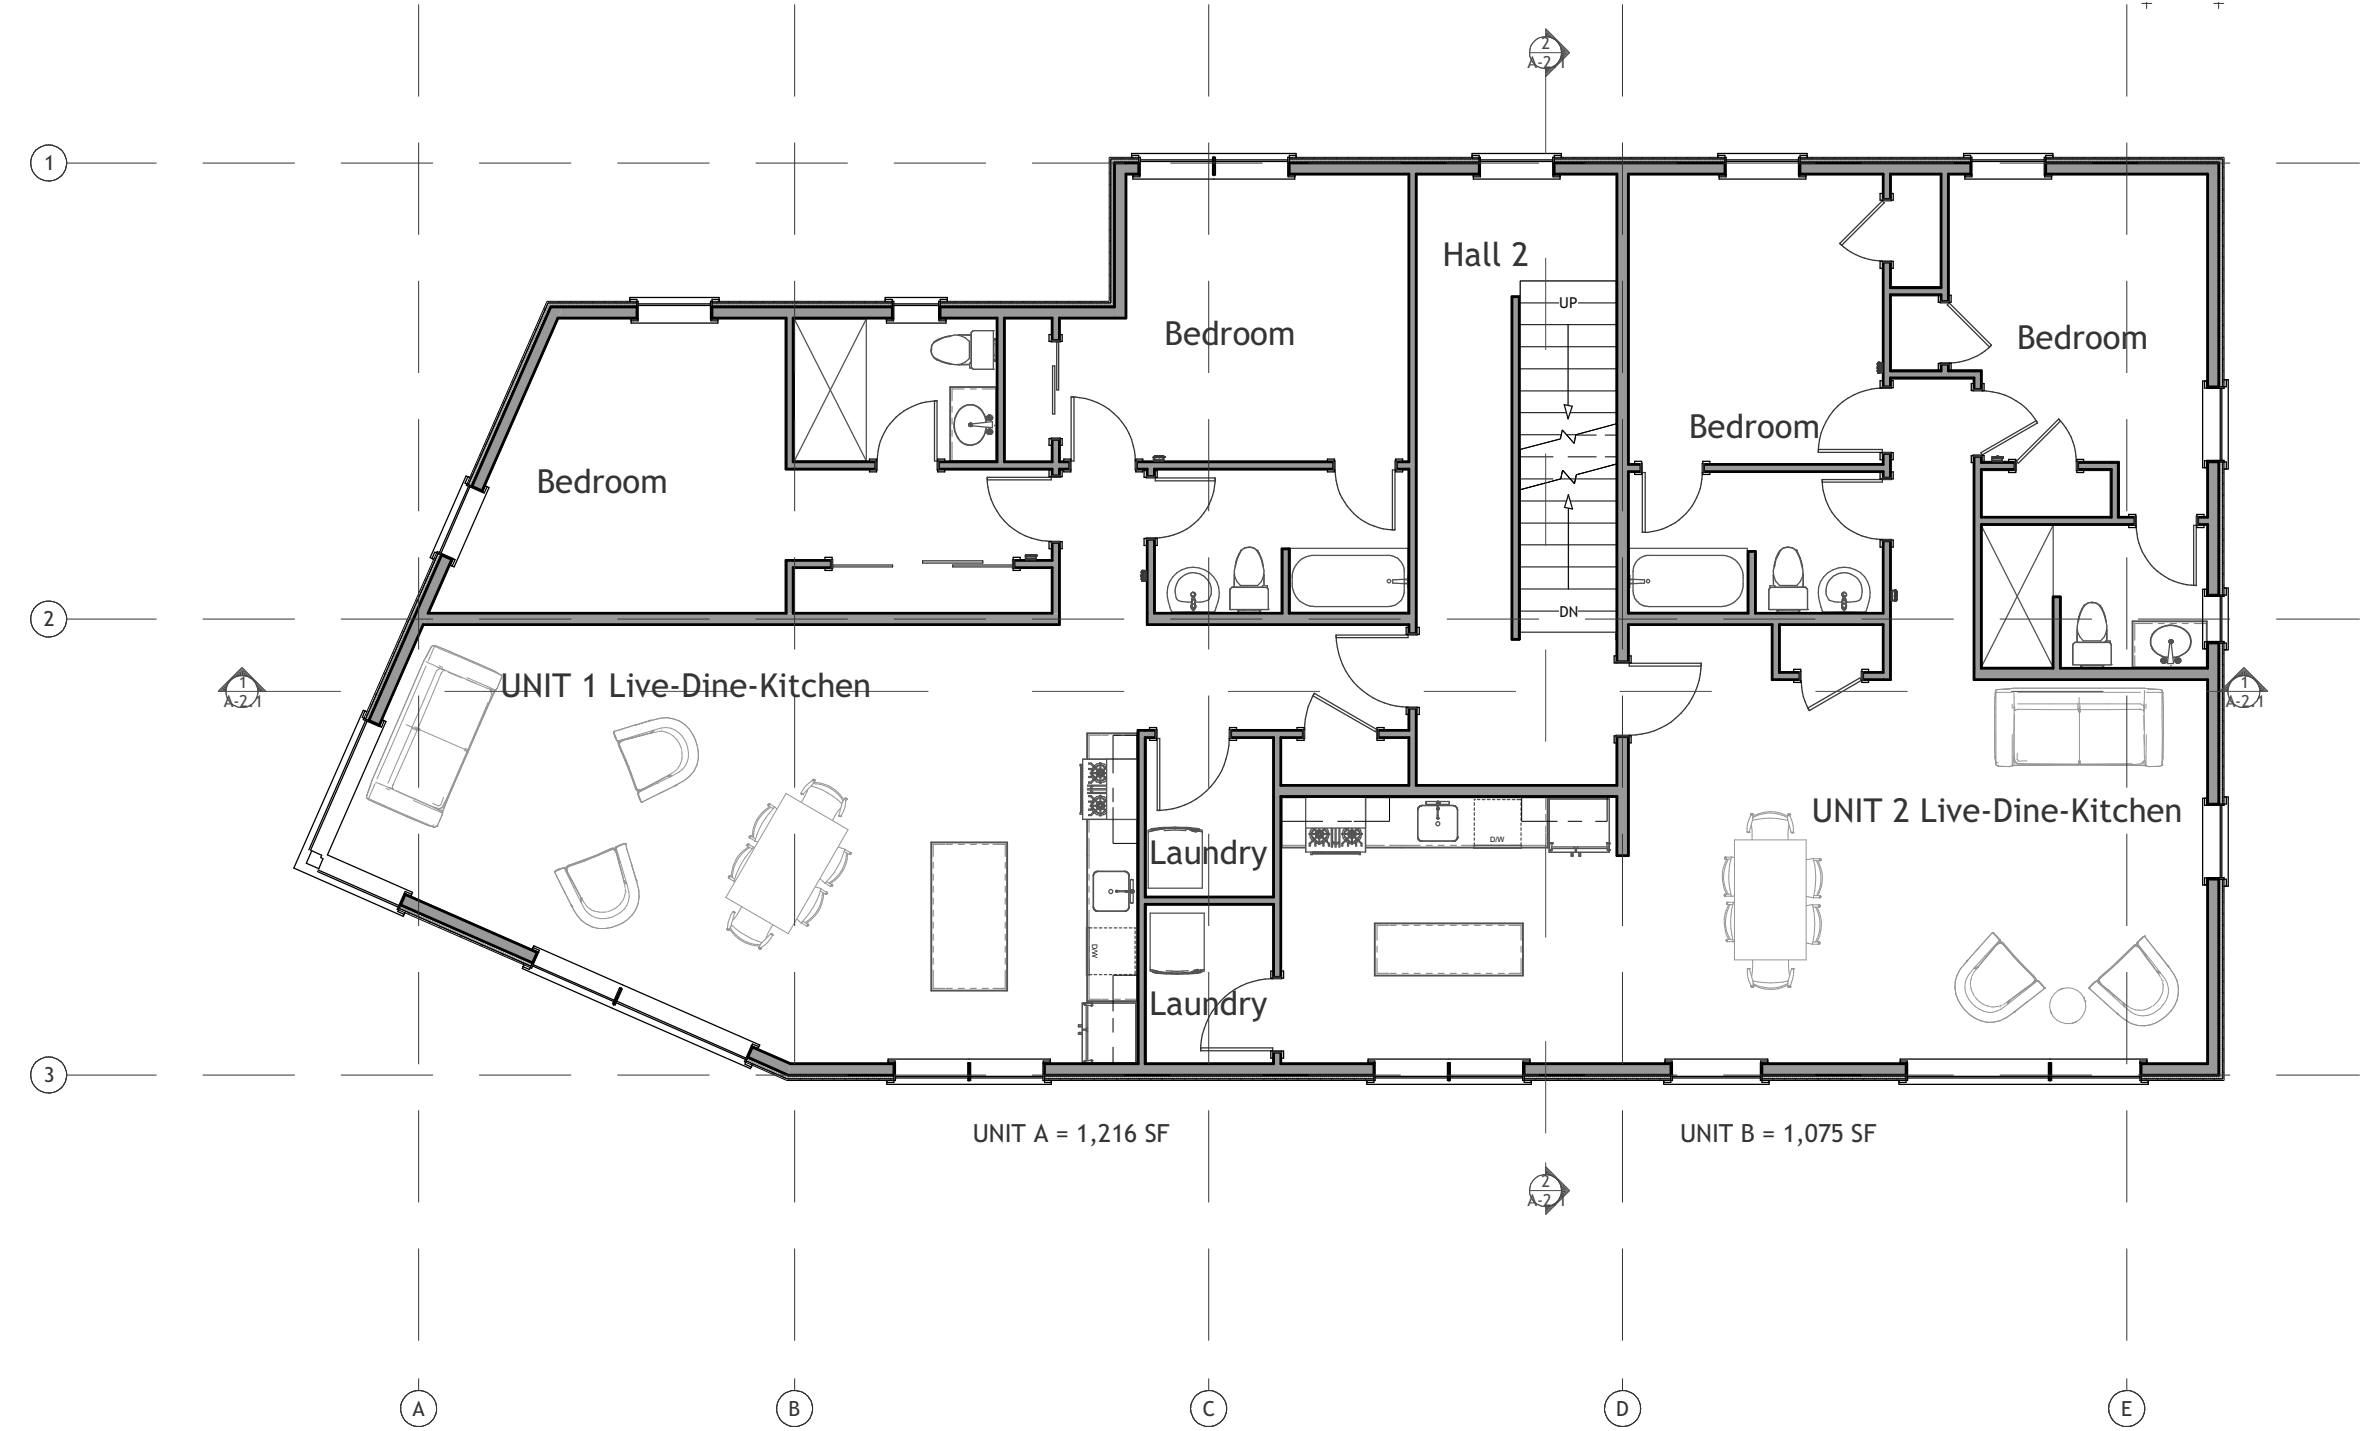 2
A-2.1
1
Hall 2
UP
Bedroom
Bedroom
Bedroom
Bedroom
DN
2
UNIT 1 Live-Dine-Kitchen
1
A-2.1
1
A-2.1
UNIT 2 Live-Dine-Kitchen
D/W
Laundry
D/W
Laundry
3
UNIT A = 1,216 SF
UNIT B = 1,075 SF
2
A-2.1
A
B
C
D
E